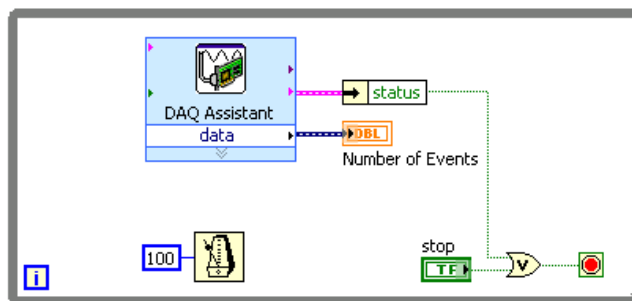 DAQ Assistant
data
status
DBL
Number of Events
100
stop
TF
V
i